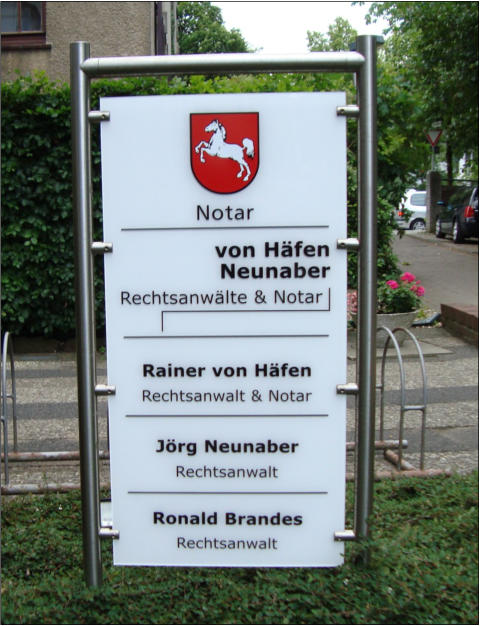 Notar
von Häfen
Neunaber
Rechtsanwälte & Notar
Rainer von Häfen
Rechtsanwalt & Notar
Jörg Neunaber
Rechtsanwalt
Ronald Brandes
Rechtsanwalt